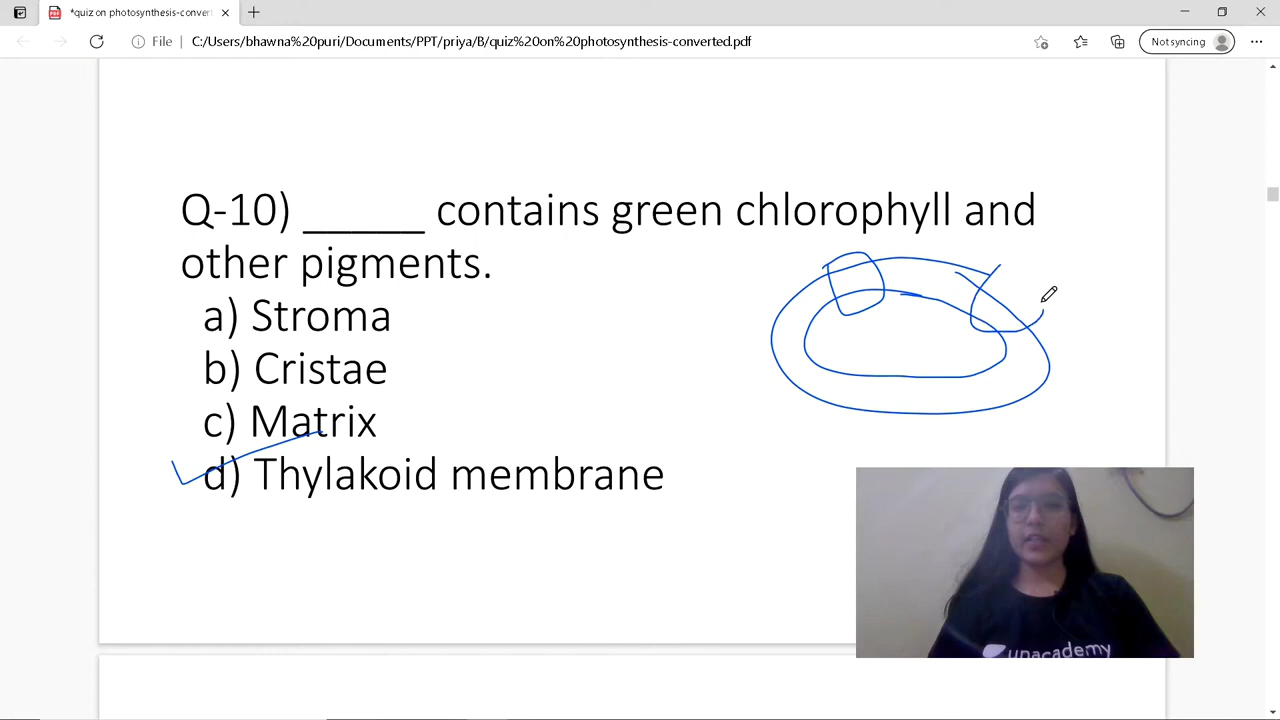 *quiz on photosynthesis-convert
File
C:/Users/bhawna%20puri/Documents/PPT/priya/B/quiz%20on%20photosynthesis-converted.pdf
Not syncing
Q-10) ______ contains green chlorophyll and
other pigments.
a) Stroma
b) Cristae
c) Matrix
d) Thylakoid membrane
unacademy